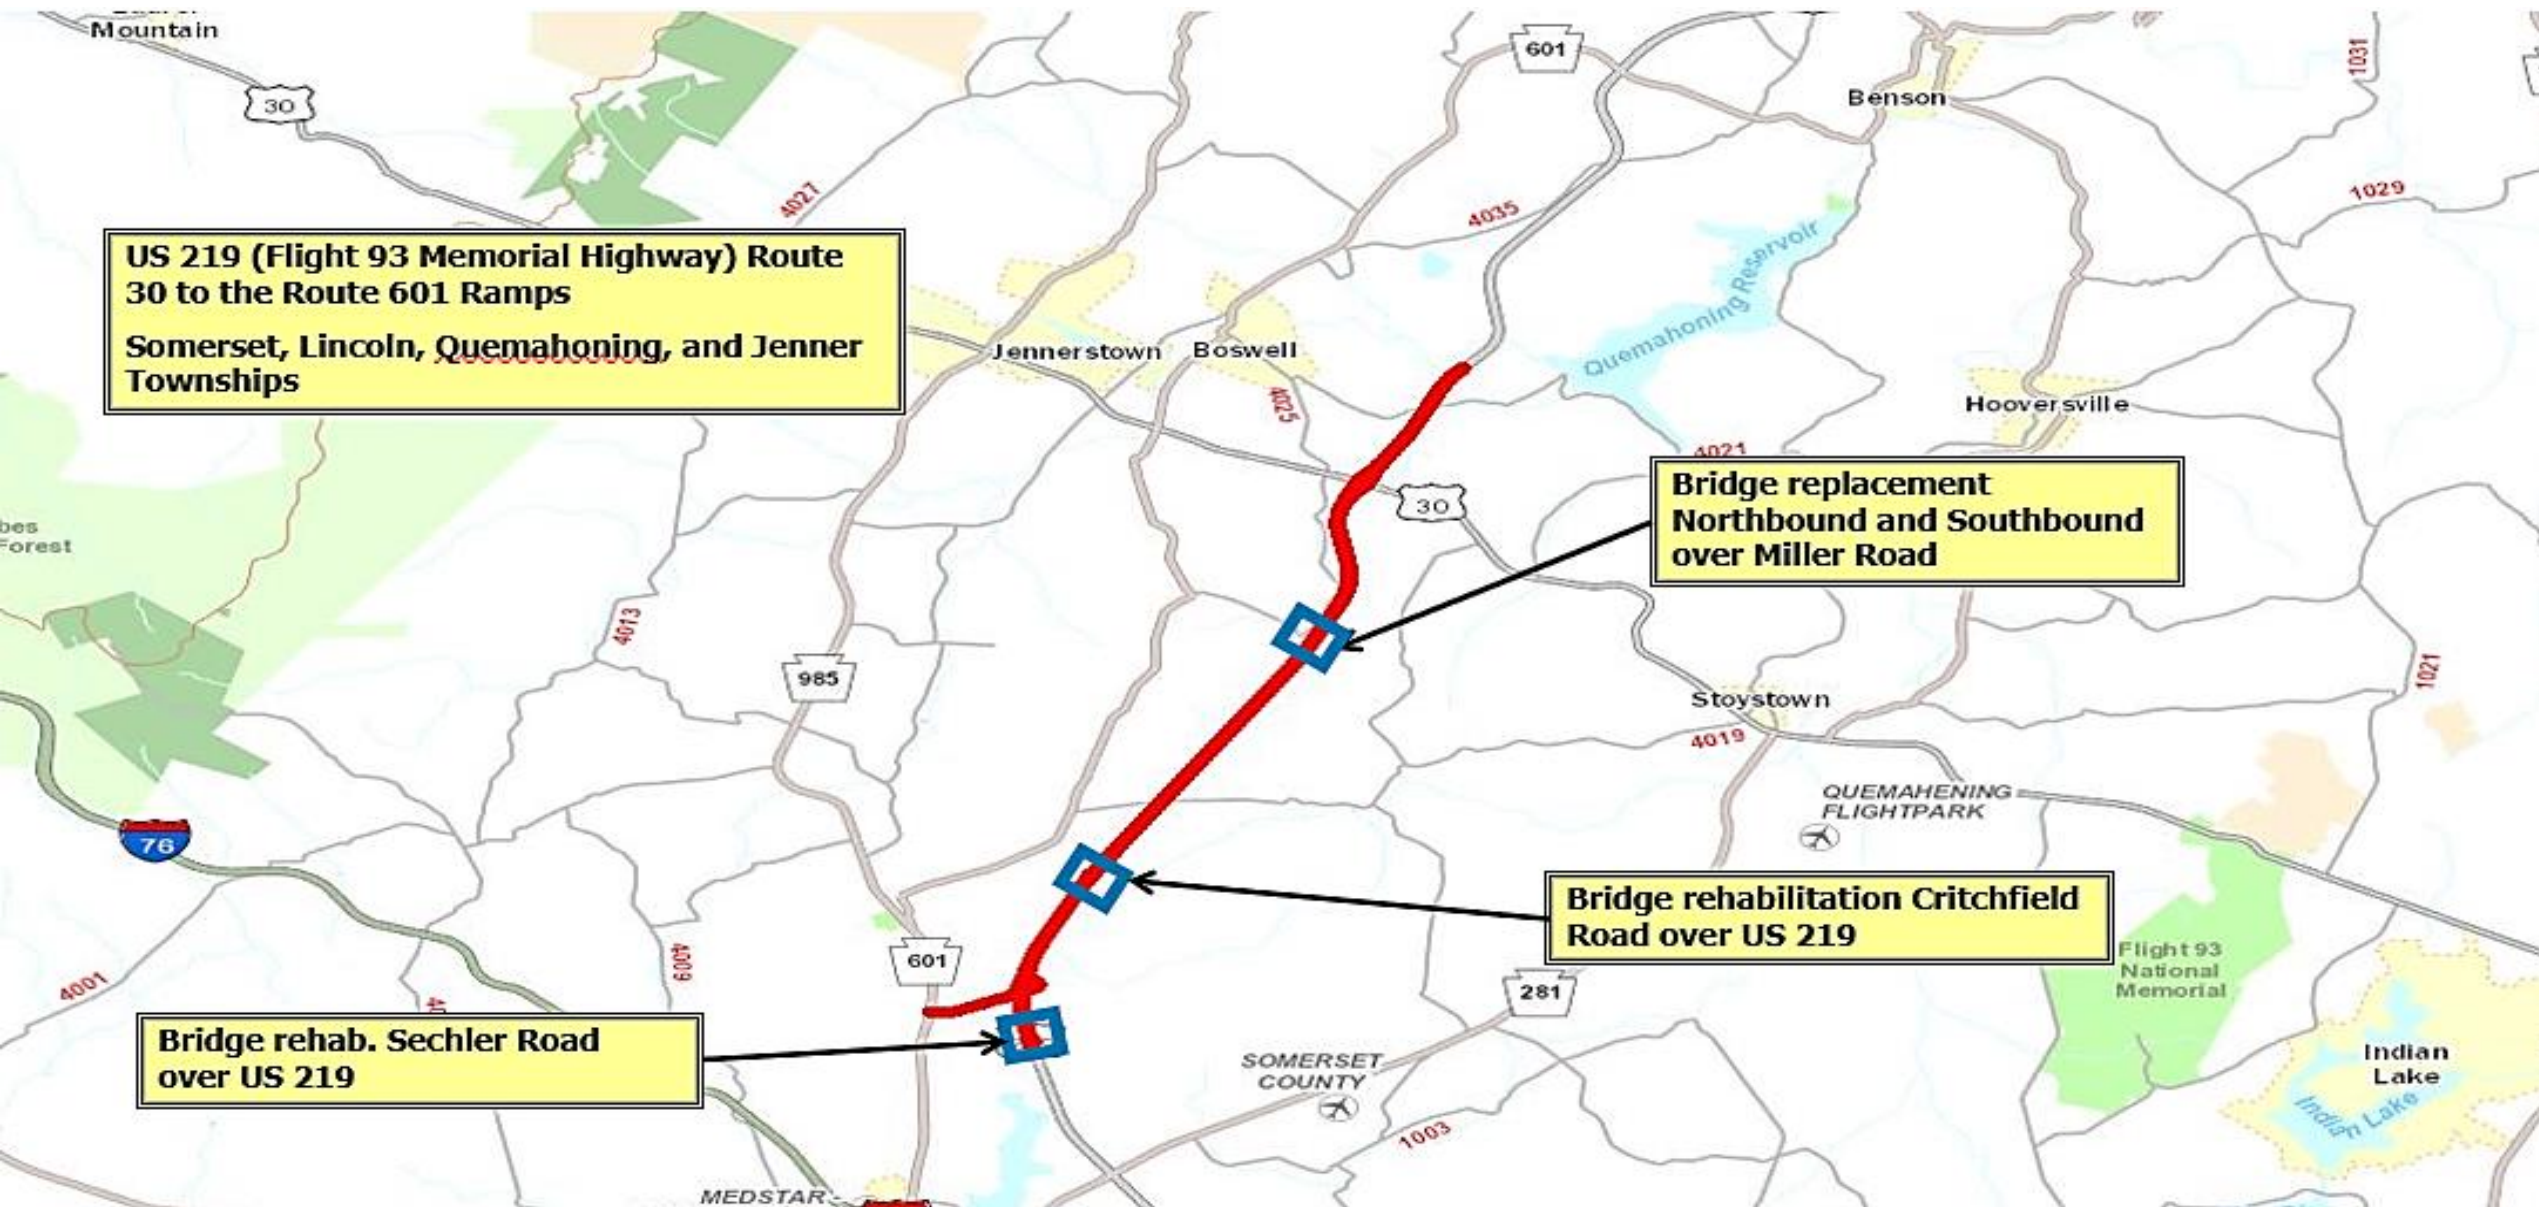 Mountain
30
601
1031
Benson
4027
1029
4035
US 219 (Flight 93 Memorial Highway) Route
30 to the Route 601 Ramps
Somerset, Lincoln, Quemahoning, and Jenner
Townships
Quemahoning Reservoir
Jennerstown
Boswell
4025
Hooversville
4021
30
Bridge replacement
Northbound and Southbound
over Miller Road
bes
Forest
4013
985
1021
Stoystown
4019
QUEMAHENING
FLIGHTPARK
76
Bridge rehabilitation Critchfield
Road over US 219
601
4009
4001
281
Flight 93
National
Memorial
Bridge rehab. Sechler Road
over US 219
SOMERSET
COUNTY
Indian
Lake
Indian Lake
1003
MEDSTAR